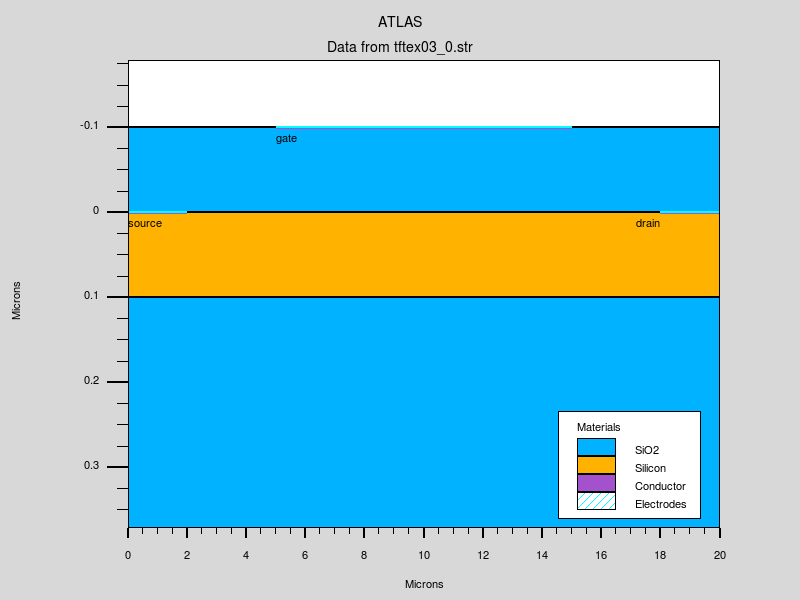 ATLAS
Data from tftex03_0.str
-0.1
gate
0
source
drain
0.1
Microns
0.2
0.3
Materials
SiO2
Silicon
Conductor
Electrodes
0 2 4 6 8 10 12 14 16 18 20
Microns